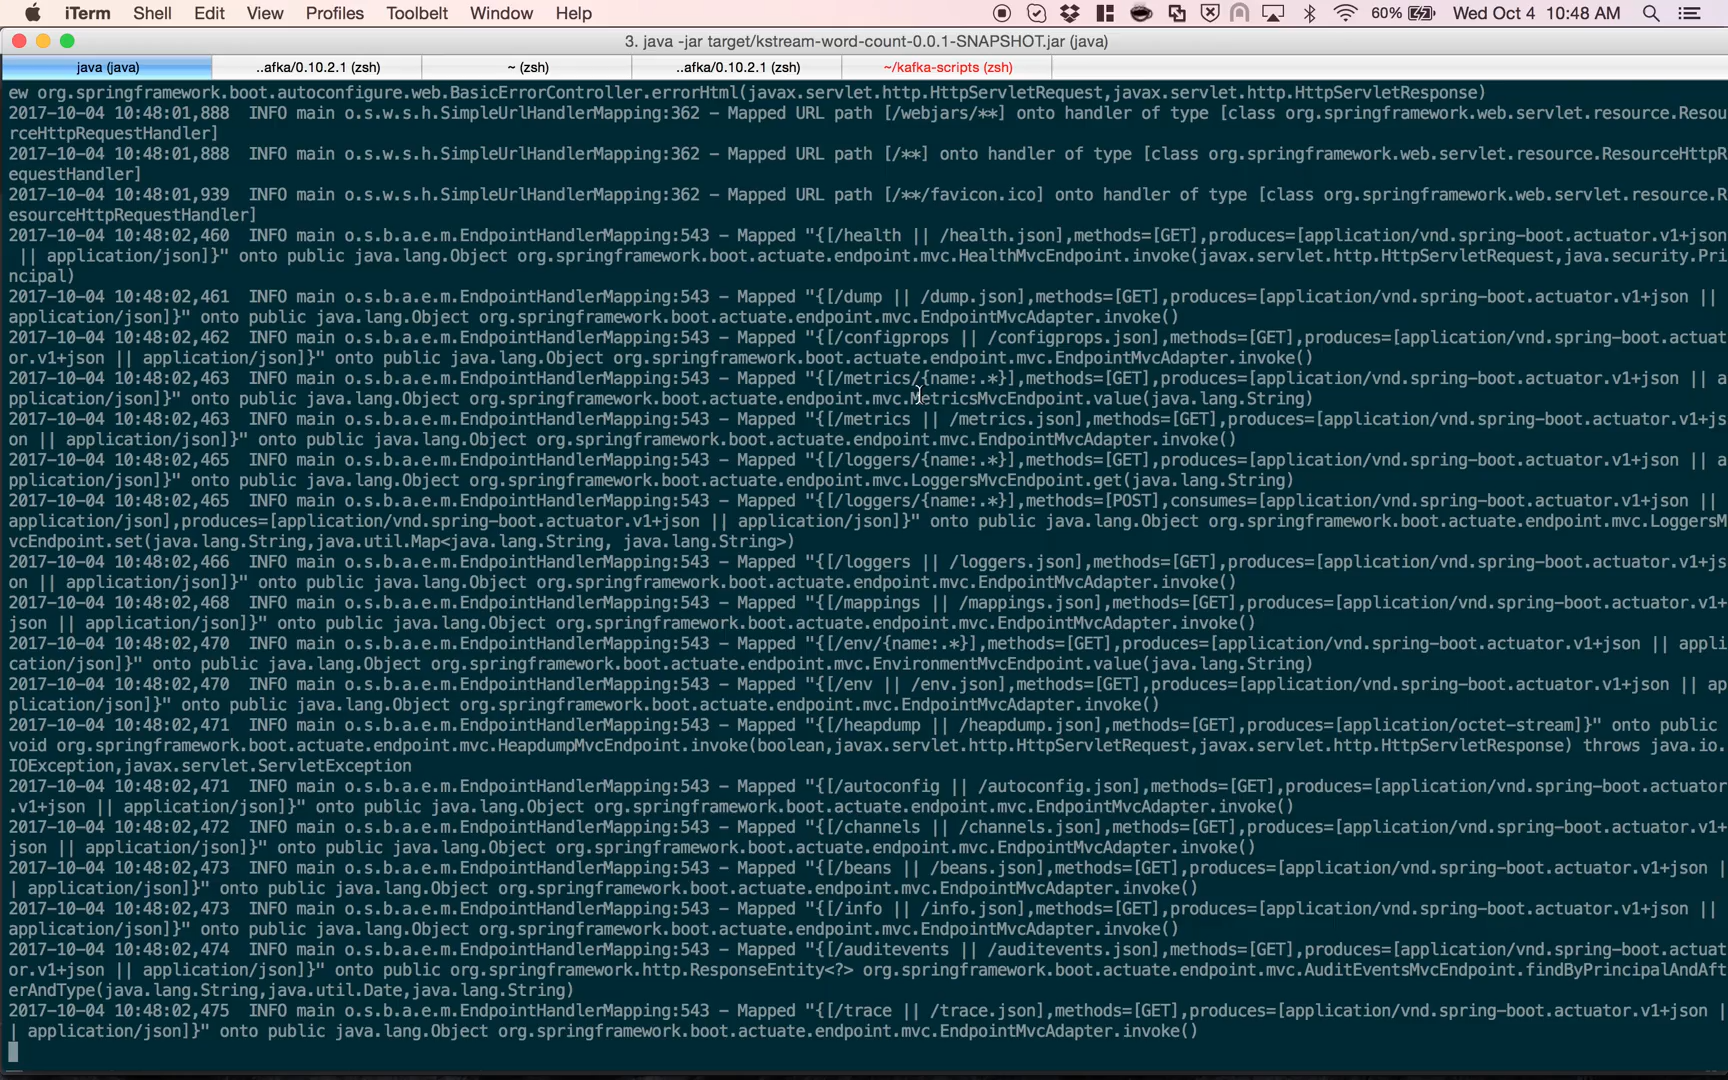 iTerm Shell Edit View Profiles Toolbelt Window Help 60% Wed Oct 4 10:48 AM
3. java -jar target/kstream-word-count-0.0.1-SNAPSHOT.jar (java)
java (java) ..afka/0.10.2.1 (zsh) ~ (zsh) ..afka/0.10.2.1 (zsh) ~/kafka-scripts (zsh)
ew org.springframework.boot.autoconfigure.web.BasicErrorController.errorHtml(javax.servlet.http.HttpServletRequest,javax.servlet.http.HttpServletResponse)
2017-10-04 10:48:01,888  INFO main o.s.w.s.h.SimpleUrlHandlerMapping:362 - Mapped URL path [/webjars/**] onto handler of type [class org.springframework.web.servlet.resource.Resou
rceHttpRequestHandler]
2017-10-04 10:48:01,888  INFO main o.s.w.s.h.SimpleUrlHandlerMapping:362 - Mapped URL path [/**] onto handler of type [class org.springframework.web.servlet.resource.ResourceHttpR
equestHandler]
2017-10-04 10:48:01,939  INFO main o.s.w.s.h.SimpleUrlHandlerMapping:362 - Mapped URL path [/**/favicon.ico] onto handler of type [class org.springframework.web.servlet.resource.R
esourceHttpRequestHandler]
2017-10-04 10:48:02,460  INFO main o.s.b.a.e.m.EndpointHandlerMapping:543 - Mapped "{[/health || /health.json],methods=[GET],produces=[application/vnd.spring-boot.actuator.v1+json
 || application/json]}" onto public java.lang.Object org.springframework.boot.actuate.endpoint.mvc.HealthMvcEndpoint.invoke(javax.servlet.http.HttpServletRequest,java.security.Pri
ncipal)
2017-10-04 10:48:02,461  INFO main o.s.b.a.e.m.EndpointHandlerMapping:543 - Mapped "{[/dump || /dump.json],methods=[GET],produces=[application/vnd.spring-boot.actuator.v1+json ||
application/json]}" onto public java.lang.Object org.springframework.boot.actuate.endpoint.mvc.EndpointMvcAdapter.invoke()
2017-10-04 10:48:02,462  INFO main o.s.b.a.e.m.EndpointHandlerMapping:543 - Mapped "{[/configprops || /configprops.json],methods=[GET],produces=[application/vnd.spring-boot.actuat
or.v1+json || application/json]}" onto public java.lang.Object org.springframework.boot.actuate.endpoint.mvc.EndpointMvcAdapter.invoke()
2017-10-04 10:48:02,463  INFO main o.s.b.a.e.m.EndpointHandlerMapping:543 - Mapped "{[/metrics/{name:.*}],methods=[GET],produces=[application/vnd.spring-boot.actuator.v1+json || a
pplication/json]}" onto public java.lang.Object org.springframework.boot.actuate.endpoint.mvc.MetricsMvcEndpoint.value(java.lang.String)
2017-10-04 10:48:02,463  INFO main o.s.b.a.e.m.EndpointHandlerMapping:543 - Mapped "{[/metrics || /metrics.json],methods=[GET],produces=[application/vnd.spring-boot.actuator.v1+js
on || application/json]}" onto public java.lang.Object org.springframework.boot.actuate.endpoint.mvc.EndpointMvcAdapter.invoke()
2017-10-04 10:48:02,465  INFO main o.s.b.a.e.m.EndpointHandlerMapping:543 - Mapped "{[/loggers/{name:.*}],methods=[GET],produces=[application/vnd.spring-boot.actuator.v1+json || a
pplication/json]}" onto public java.lang.Object org.springframework.boot.actuate.endpoint.mvc.LoggersMvcEndpoint.get(java.lang.String)
2017-10-04 10:48:02,465  INFO main o.s.b.a.e.m.EndpointHandlerMapping:543 - Mapped "{[/loggers/{name:.*}],methods=[POST],consumes=[application/vnd.spring-boot.actuator.v1+json ||
application/json],produces=[application/vnd.spring-boot.actuator.v1+json || application/json]}" onto public java.lang.Object org.springframework.boot.actuate.endpoint.mvc.LoggersM
vcEndpoint.set(java.lang.String,java.util.Map<java.lang.String, java.lang.String>)
2017-10-04 10:48:02,466  INFO main o.s.b.a.e.m.EndpointHandlerMapping:543 - Mapped "{[/loggers || /loggers.json],methods=[GET],produces=[application/vnd.spring-boot.actuator.v1+js
on || application/json]}" onto public java.lang.Object org.springframework.boot.actuate.endpoint.mvc.EndpointMvcAdapter.invoke()
2017-10-04 10:48:02,468  INFO main o.s.b.a.e.m.EndpointHandlerMapping:543 - Mapped "{[/mappings || /mappings.json],methods=[GET],produces=[application/vnd.spring-boot.actuator.v1+
json || application/json]}" onto public java.lang.Object org.springframework.boot.actuate.endpoint.mvc.EndpointMvcAdapter.invoke()
2017-10-04 10:48:02,470  INFO main o.s.b.a.e.m.EndpointHandlerMapping:543 - Mapped "{[/env/{name:.*}],methods=[GET],produces=[application/vnd.spring-boot.actuator.v1+json || appli
cation/json]}" onto public java.lang.Object org.springframework.boot.actuate.endpoint.mvc.EnvironmentMvcEndpoint.value(java.lang.String)
2017-10-04 10:48:02,470  INFO main o.s.b.a.e.m.EndpointHandlerMapping:543 - Mapped "{[/env || /env.json],methods=[GET],produces=[application/vnd.spring-boot.actuator.v1+json || ap
plication/json]}" onto public java.lang.Object org.springframework.boot.actuate.endpoint.mvc.EndpointMvcAdapter.invoke()
2017-10-04 10:48:02,471  INFO main o.s.b.a.e.m.EndpointHandlerMapping:543 - Mapped "{[/heapdump || /heapdump.json],methods=[GET],produces=[application/octet-stream]}" onto public
void org.springframework.boot.actuate.endpoint.mvc.HeapdumpMvcEndpoint.invoke(boolean,javax.servlet.http.HttpServletRequest,javax.servlet.http.HttpServletResponse) throws java.io.
IOException,javax.servlet.ServletException
2017-10-04 10:48:02,471  INFO main o.s.b.a.e.m.EndpointHandlerMapping:543 - Mapped "{[/autoconfig || /autoconfig.json],methods=[GET],produces=[application/vnd.spring-boot.actuator
.v1+json || application/json]}" onto public java.lang.Object org.springframework.boot.actuate.endpoint.mvc.EndpointMvcAdapter.invoke()
2017-10-04 10:48:02,472  INFO main o.s.b.a.e.m.EndpointHandlerMapping:543 - Mapped "{[/channels || /channels.json],methods=[GET],produces=[application/vnd.spring-boot.actuator.v1+
json || application/json]}" onto public java.lang.Object org.springframework.boot.actuate.endpoint.mvc.EndpointMvcAdapter.invoke()
2017-10-04 10:48:02,473  INFO main o.s.b.a.e.m.EndpointHandlerMapping:543 - Mapped "{[/beans || /beans.json],methods=[GET],produces=[application/vnd.spring-boot.actuator.v1+json |
| application/json]}" onto public java.lang.Object org.springframework.boot.actuate.endpoint.mvc.EndpointMvcAdapter.invoke()
2017-10-04 10:48:02,473  INFO main o.s.b.a.e.m.EndpointHandlerMapping:543 - Mapped "{[/info || /info.json],methods=[GET],produces=[application/vnd.spring-boot.actuator.v1+json ||
application/json]}" onto public java.lang.Object org.springframework.boot.actuate.endpoint.mvc.EndpointMvcAdapter.invoke()
2017-10-04 10:48:02,474  INFO main o.s.b.a.e.m.EndpointHandlerMapping:543 - Mapped "{[/auditevents || /auditevents.json],methods=[GET],produces=[application/vnd.spring-boot.actuat
or.v1+json || application/json]}" onto public org.springframework.http.ResponseEntity<?> org.springframework.boot.actuate.endpoint.mvc.AuditEventsMvcEndpoint.findByPrincipalAndAft
erAndType(java.lang.String,java.util.Date,java.lang.String)
2017-10-04 10:48:02,475  INFO main o.s.b.a.e.m.EndpointHandlerMapping:543 - Mapped "{[/trace || /trace.json],methods=[GET],produces=[application/vnd.spring-boot.actuator.v1+json |
| application/json]}" onto public java.lang.Object org.springframework.boot.actuate.endpoint.mvc.EndpointMvcAdapter.invoke()